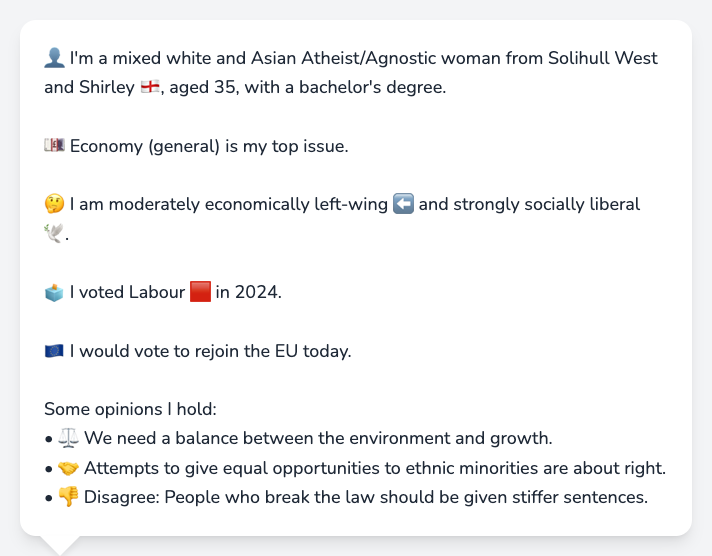 👤 I'm a mixed white and Asian Atheist/Agnostic woman from Solihull West
and Shirley 🏴󠁧󠁢󠁥󠁮󠁧󠁿, aged 35, with a bachelor's degree.
💷 Economy (general) is my top issue.
🤔 I am moderately economically left-wing ⬅️ and strongly socially liberal
🕊️.
🗳️ I voted Labour 🟥 in 2024.
🇪🇺 I would vote to rejoin the EU today.
Some opinions I hold:
• ⚖️ We need a balance between the environment and growth.
• 🤝 Attempts to give equal opportunities to ethnic minorities are about right.
• 👎 Disagree: People who break the law should be given stiffer sentences.